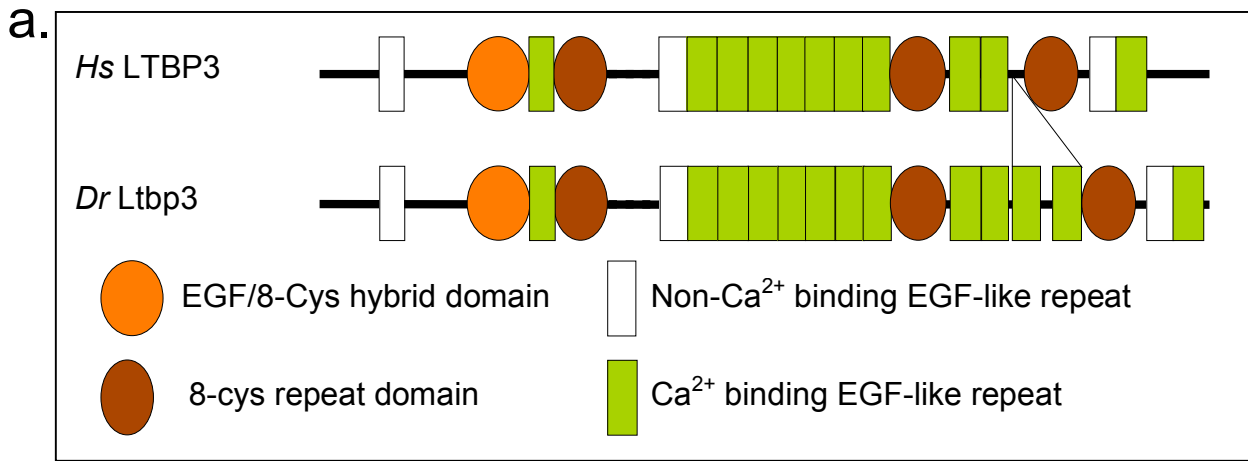 a.
Hs LTBP3
Dr Ltbp3
EGF/8-Cys hybrid domain
Non-Ca²⁺ binding EGF-like repeat
8-cys repeat domain
Ca²⁺ binding EGF-like repeat